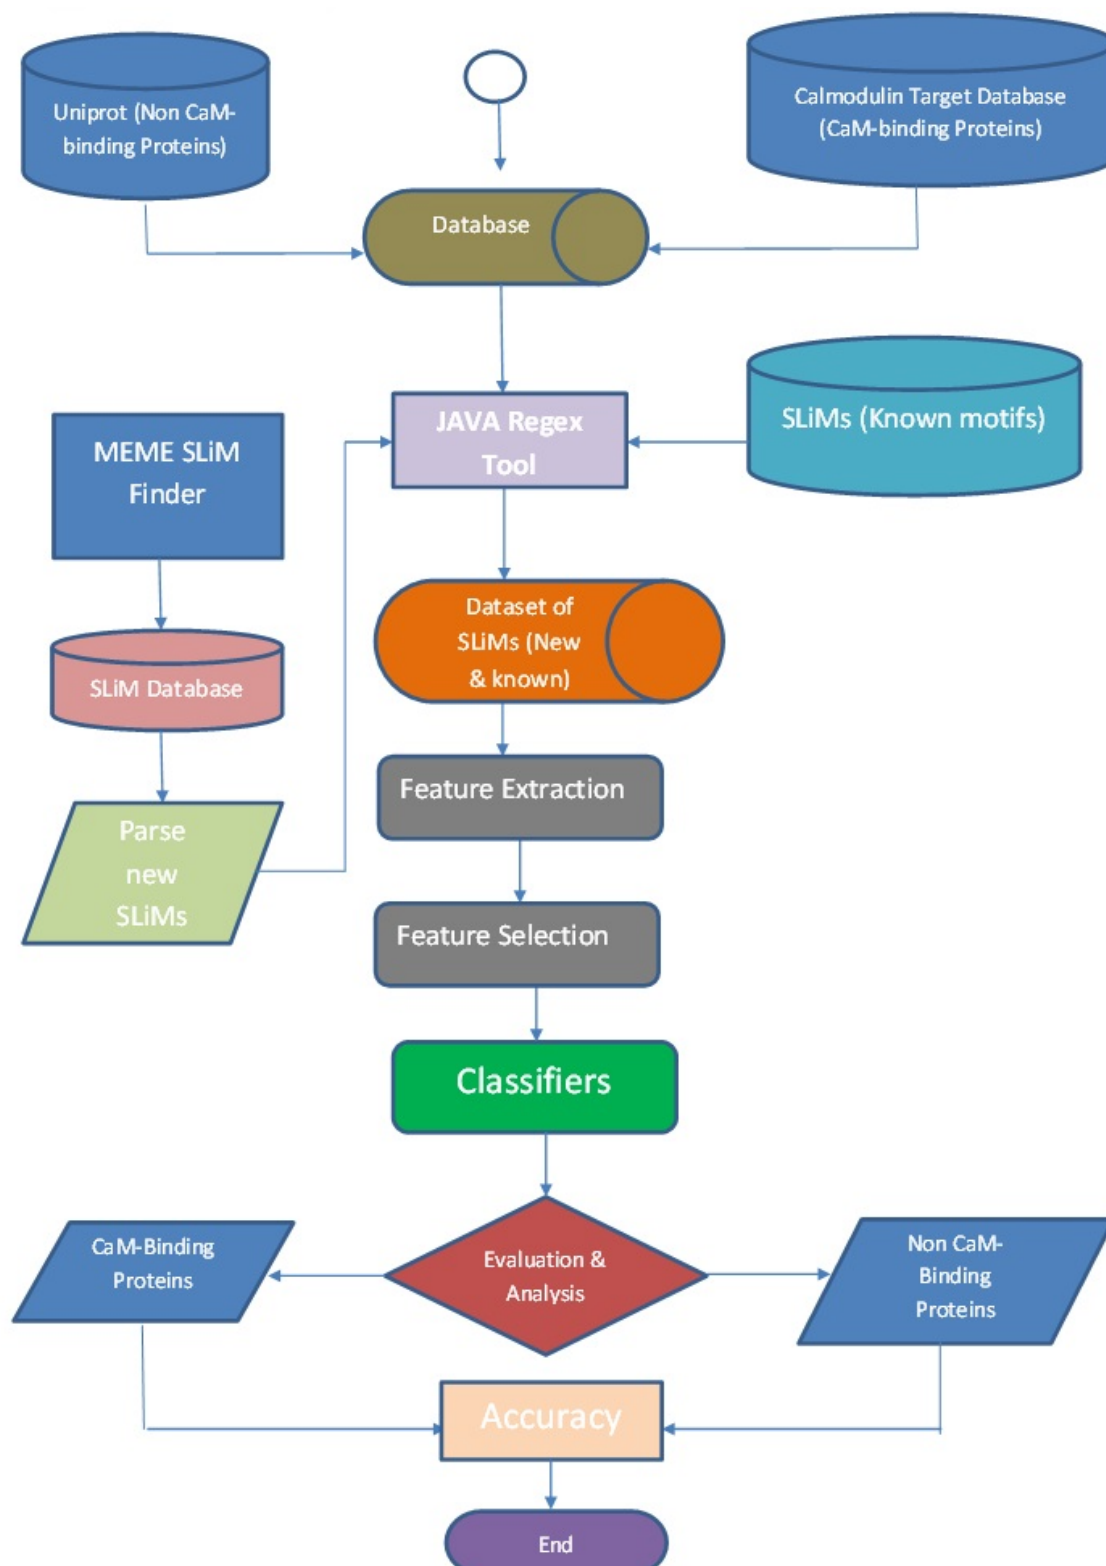 Uniprot (Non CaM-
binding Proteins)
Calmodulin Target Database
(CaM-binding Proteins)
Database
JAVA Regex
Tool
SLiMs (Known motifs)
MEME SLiM
Finder
Dataset of
SLiMs (New
& known)
SLiM Database
Feature Extraction
Parse
new
SLiMs
Feature Selection
Classifiers
CaM-Binding
Proteins
Evaluation &
Analysis
Non CaM-
Binding
Proteins
Accuracy
End